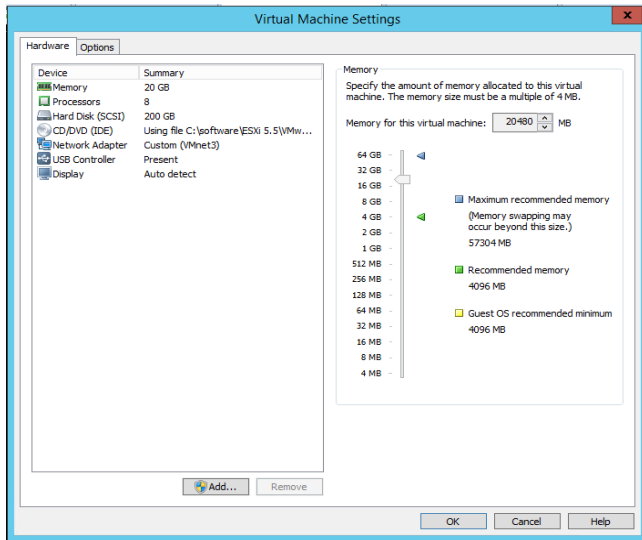 Virtual Machine Settings
x
Hardware Options
Device Summary
Memory 20 GB
Processors 8
Hard Disk (SCSI) 200 GB
CD/DVD (IDE) Using file C:\software\ESXi 5.5\VMw...
Network Adapter Custom (VMnet3)
USB Controller Present
Display Auto detect
Add...
Remove
Memory
Specify the amount of memory allocated to this virtual
machine. The memory size must be a multiple of 4 MB.
Memory for this virtual machine: 20480 MB
64 GB
32 GB
16 GB
8 GB
4 GB
2 GB
1 GB
512 MB
256 MB
128 MB
64 MB
32 MB
16 MB
8 MB
4 MB
Maximum recommended memory
(Memory swapping may
occur beyond this size.)
57304 MB
Recommended memory
4096 MB
Guest OS recommended minimum
4096 MB
OK Cancel Help